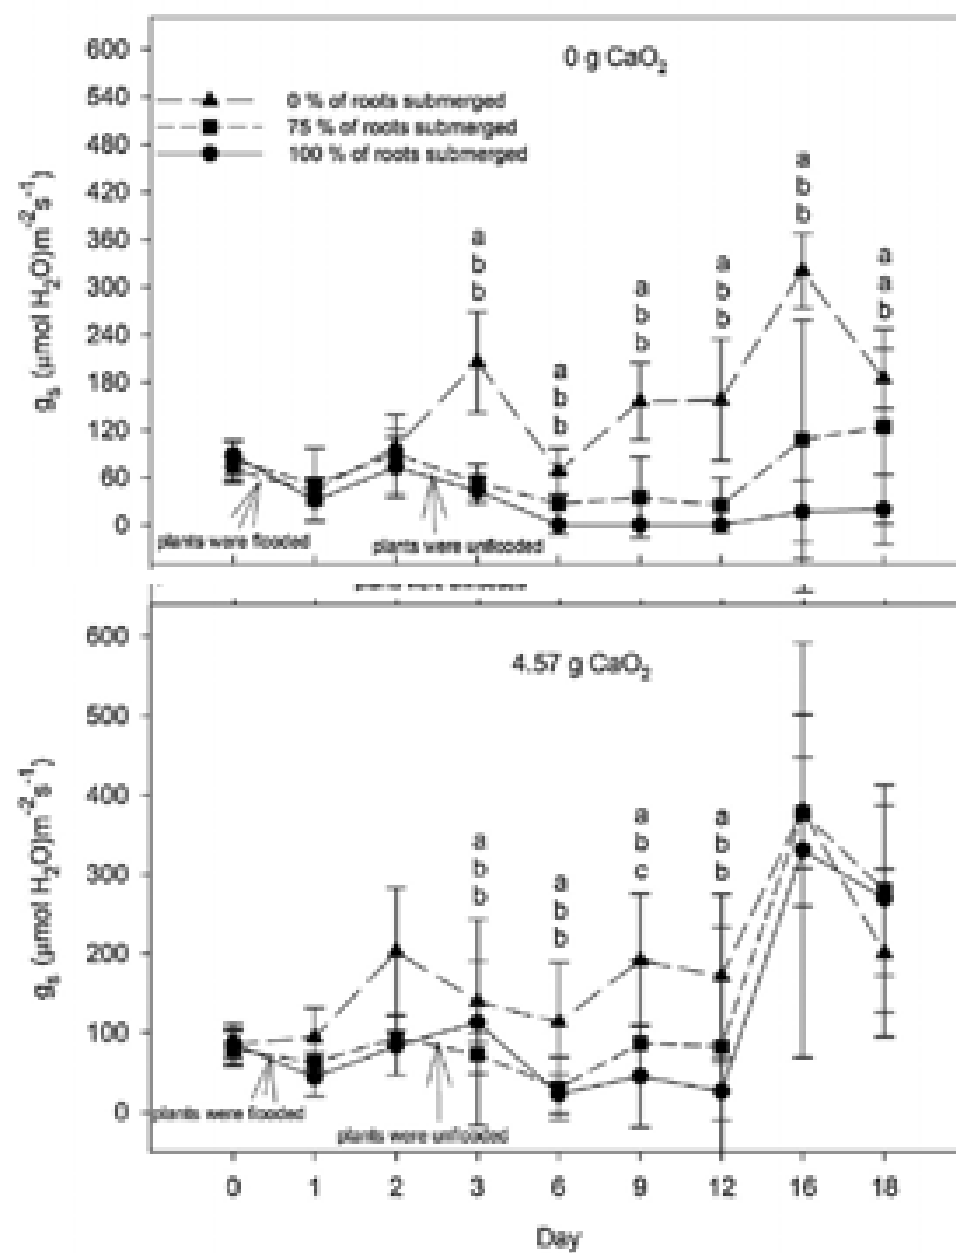 0 g CaO₂
600
540
480
420
360
300
240
180
120
60
0
gₛ (µmol H₂O)m⁻²s⁻¹)
0 % of roots submerged
75 % of roots submerged
100 % of roots submerged
a
b
b
a
b
b
a
b
b
a
b
b
a
b
b
a
a
b
plants were flooded
plants were unflooded
4.57 g CaO₂
600
500
400
300
200
100
0
gₛ (µmol H₂O)m⁻²s⁻¹)
a
b
b
a
b
b
a
b
c
a
b
b
plants were flooded
plants were unflooded
0 1 2 3 6 9 12 16 18
Day